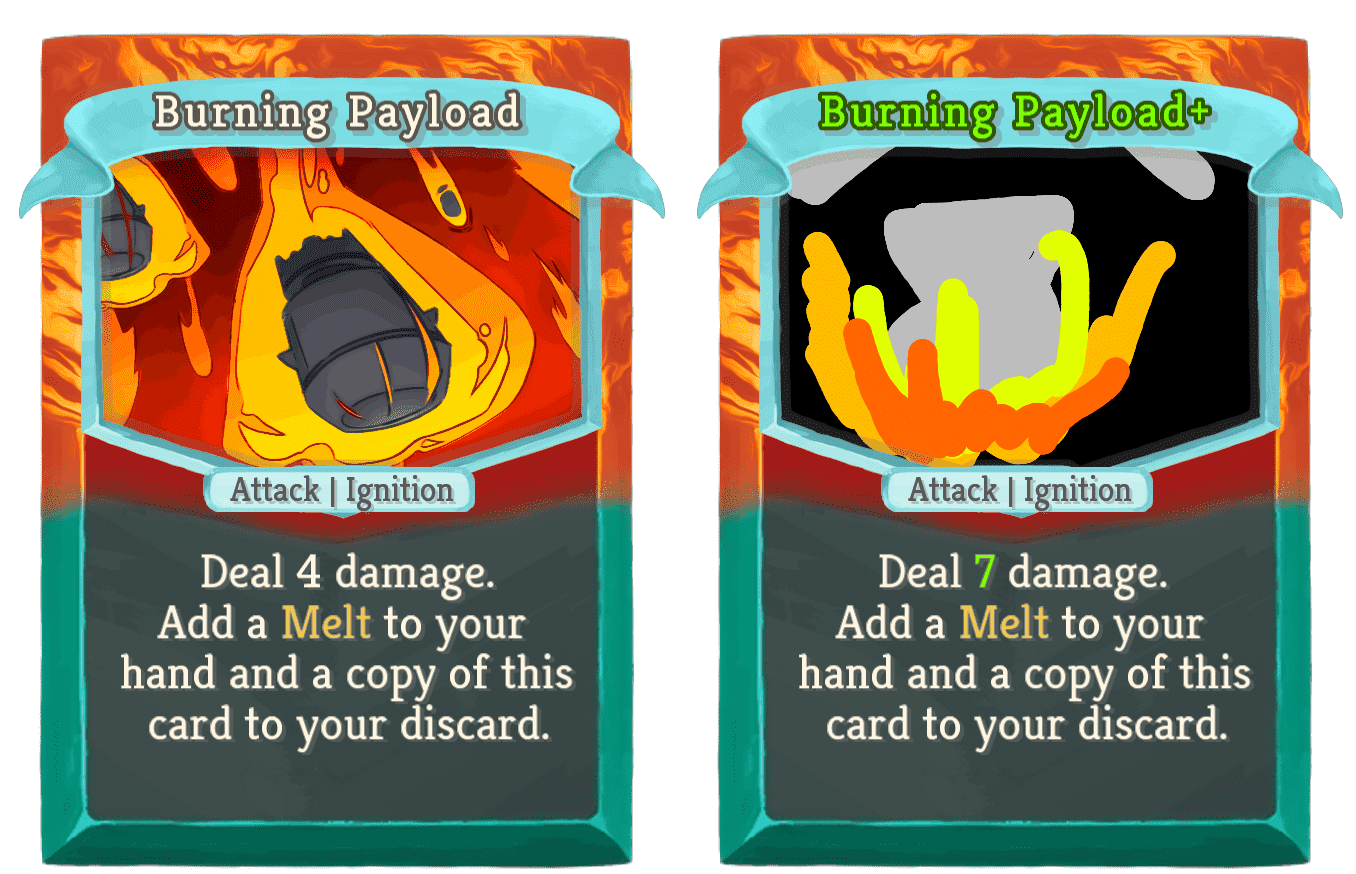 Burning Payload
Attack | Ignition
Deal 4 damage.
Add a Melt to your
hand and a copy of this
card to your discard.
Burning Payload+
Attack | Ignition
Deal 7 damage.
Add a Melt to your
hand and a copy of this
card to your discard.